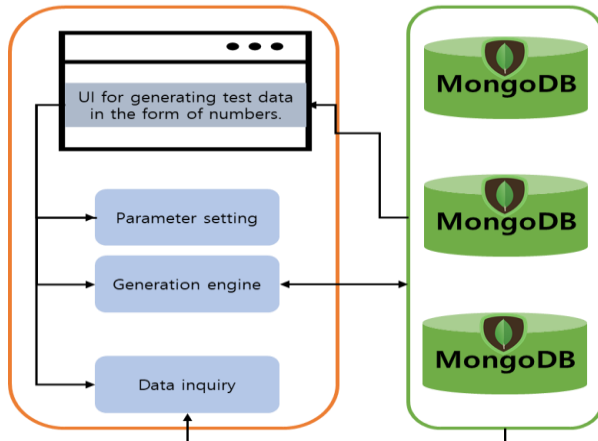 UI for generating test data
in the form of numbers.
Parameter setting
Generation engine
Data inquiry
MongoDB
MongoDB
MongoDB